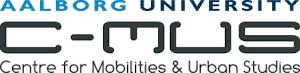 AALBORG UNIVERSITY
C-MUS
Centre for Mobilities & Urban Studies